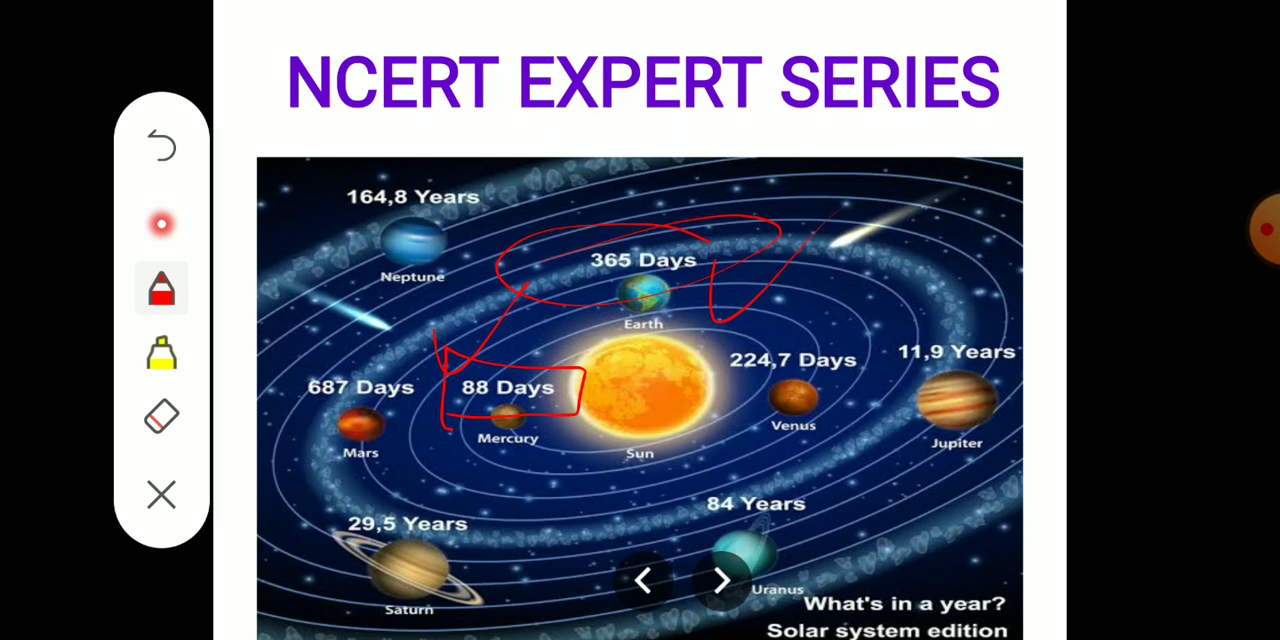 NCERT EXPERT SERIES
164,8 Years
Neptune
365 Days
Earth
224,7 Days
Venus
11,9 Years
Jupiter
687 Days
Mars
88 Days
Mercury
Sun
29,5 Years
Saturn
84 Years
Uranus
What's in a year?
Solar system edition